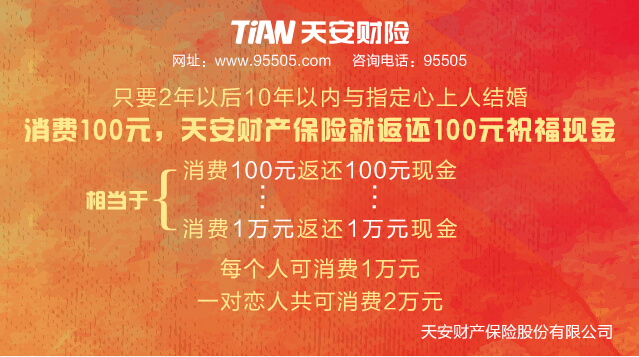 TIAN 天安财险
网址：www.95505.com 咨询电话：95505
只要2年以后10年以内与指定心上人结婚
消费100元，天安财产保险就返还100元祝福现金
消费100元返还100元现金
相当于
消费1万元返还1万元现金
每个人可消费1万元
一对恋人共可消费2万元
天安财产保险股份有限公司